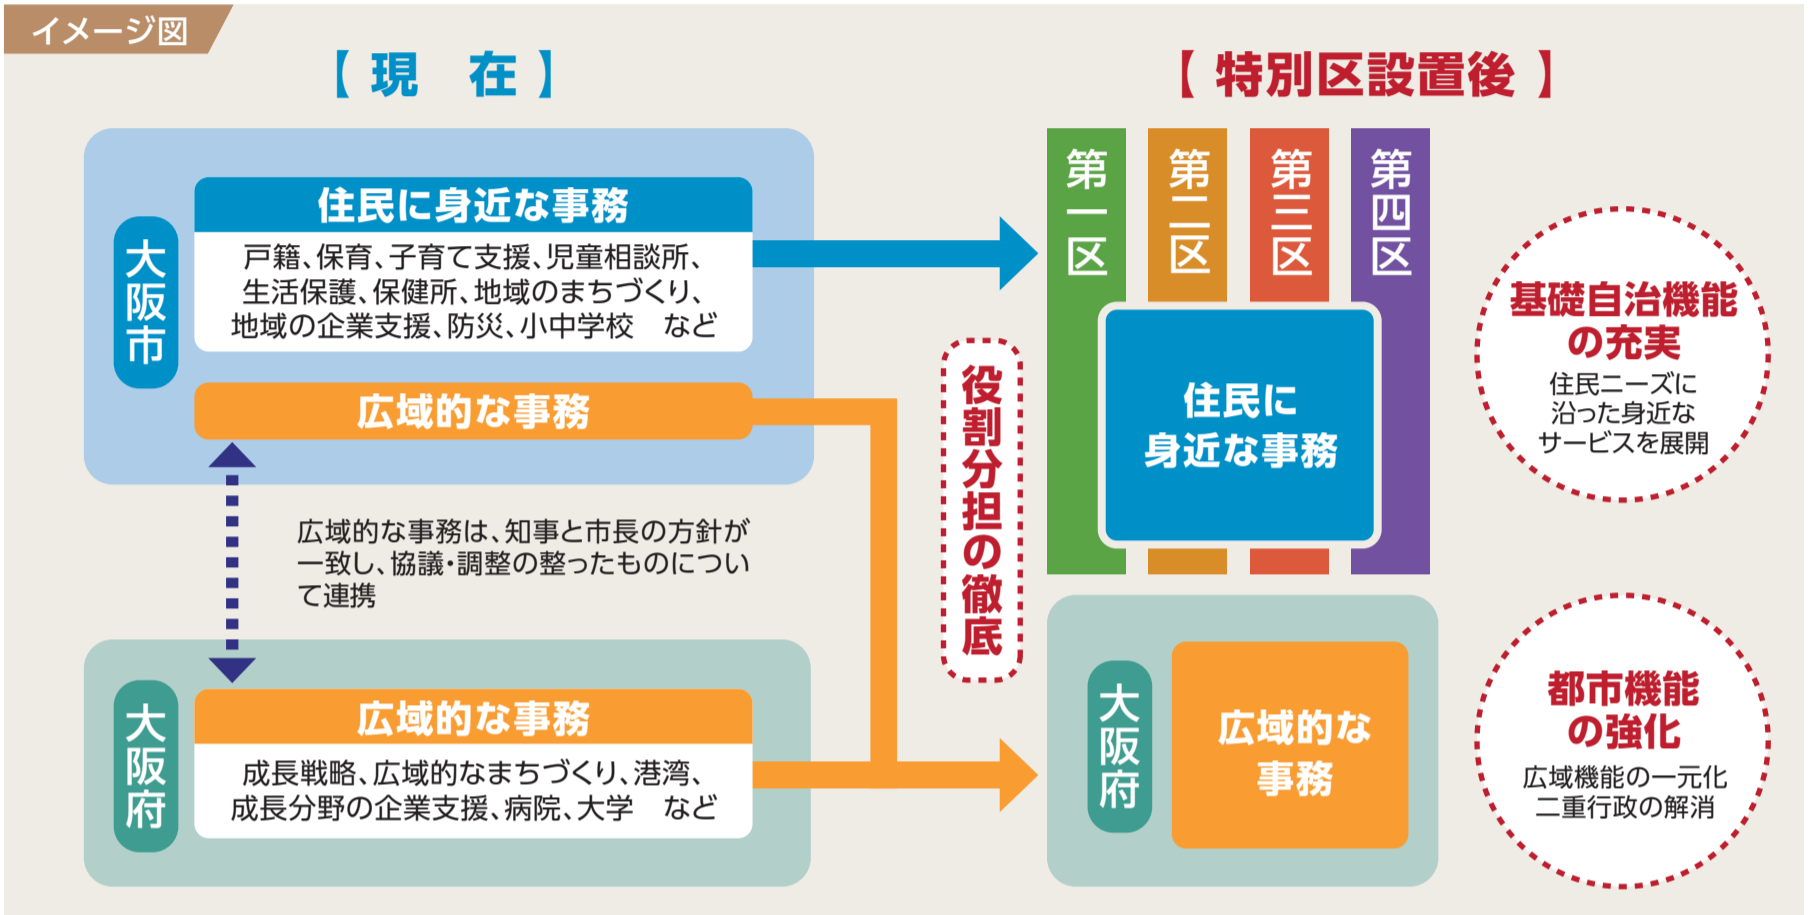 イメージ図
【 現　在 】
大阪市
住民に身近な事務
戸籍、保育、子育て支援、児童相談所、
生活保護、保健所、地域のまちづくり、
地域の企業支援、防災、小中学校　など
広域的な事務
広域的な事務は、知事と市長の方針が
一致し、協議・調整の整ったものについ
て連携
大阪府
広域的な事務
成長戦略、広域的なまちづくり、港湾、
成長分野の企業支援、病院、大学　など
役割分担の徹底
【 特別区設置後 】
第一区
第二区
第三区
第四区
住民に
身近な事務
大阪府
広域的な
事務
基礎自治機能
の充実
住民ニーズに
沿った身近な
サービスを展開
都市機能
の強化
広域機能の一元化
二重行政の解消